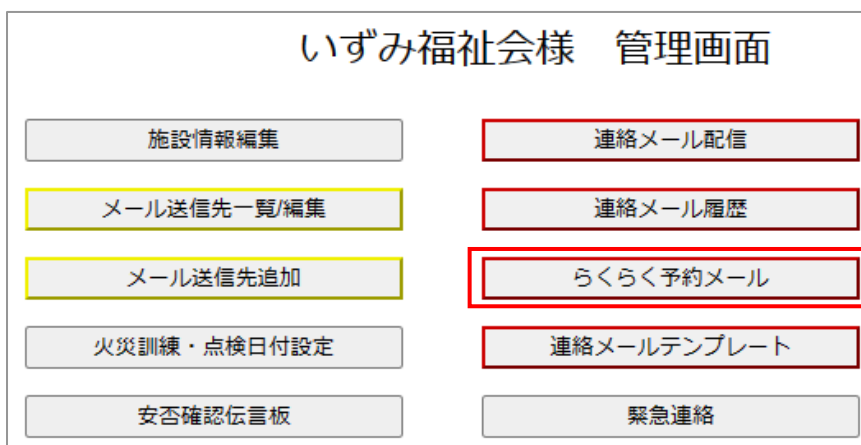 いずみ福祉会様　管理画面
施設情報編集
連絡メール配信
メール送信先一覧/編集
連絡メール履歴
メール送信先追加
らくらく予約メール
火災訓練・点検日付設定
連絡メールテンプレート
安否確認伝言板
緊急連絡